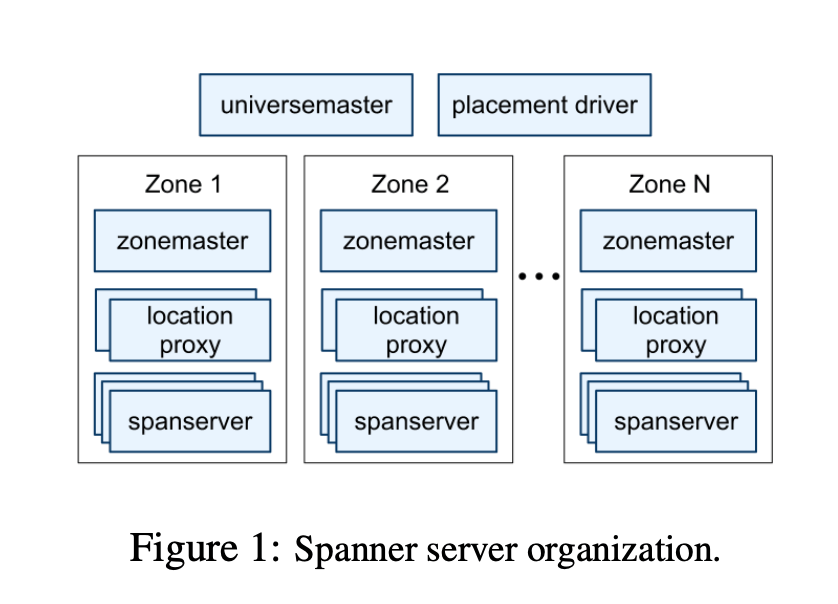 universemaster placement driver
Zone 1 Zone 2 Zone N
zonemaster zonemaster zonemaster
...
location location location
proxy proxy proxy
spanserver spanserver spanserver
Figure 1: Spanner server organization.